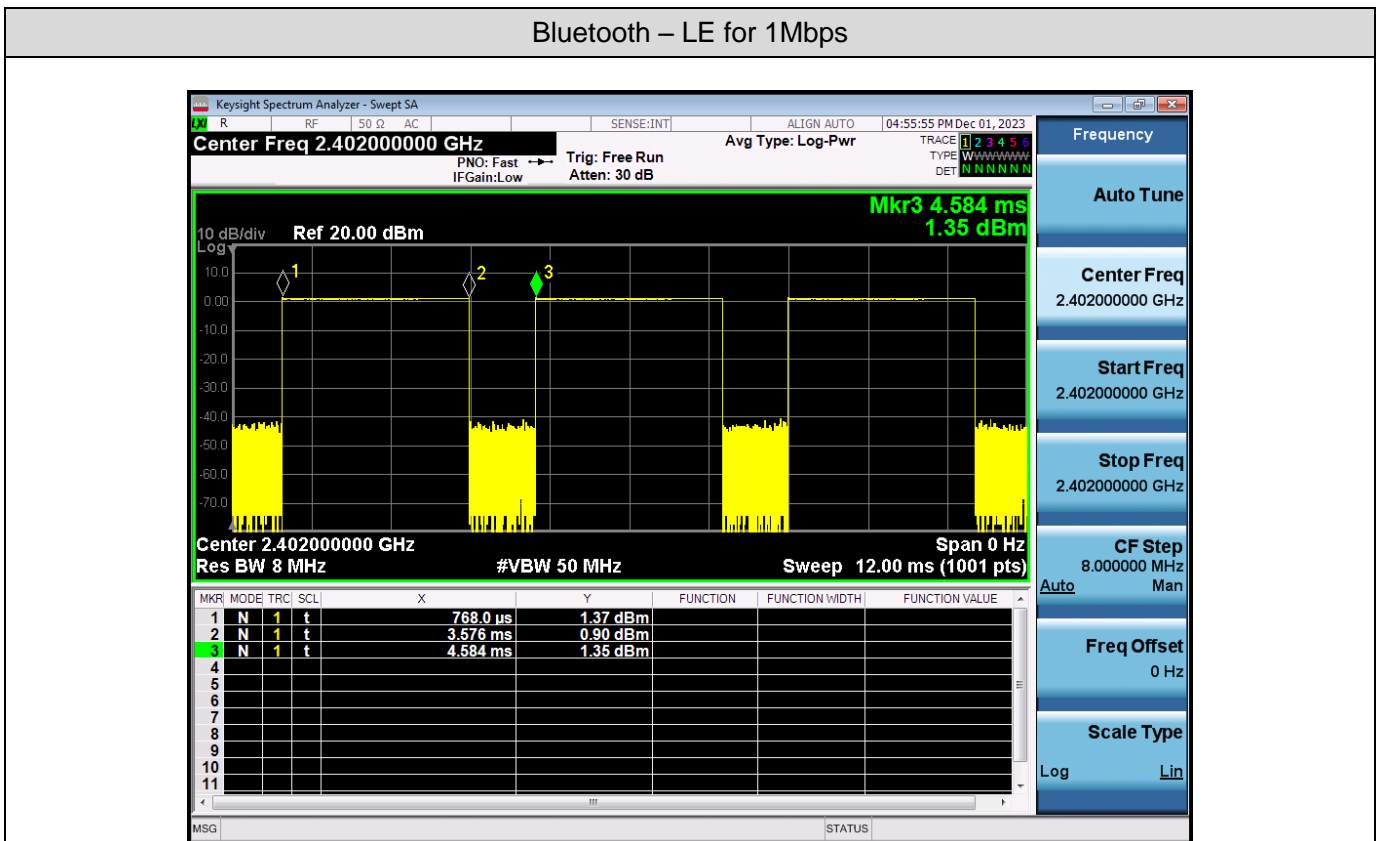 Bluetooth – LE for 1Mbps
Keysight Spectrum Analyzer - Swept SA
LXI R RF 50 Ω AC SENSE:INT ALIGN AUTO 04:55:55 PM Dec 01, 2023
Center Freq 2.402000000 GHz
PNO: Fast
IFGain:Low
Trig: Free Run
Atten: 30 dB
Avg Type: Log-Pwr
TRACE 1 2 3 4 5 6
TYPE WWWWWW
DET N N N N N N
Mkr3 4.584 ms
1.35 dBm
10 dB/div Ref 20.00 dBm
Log
10.0
0.00
-10.0
-20.0
-30.0
-40.0
-50.0
-60.0
-70.0
1 2 3
Center 2.402000000 GHz Span 0 Hz
Res BW 8 MHz #VBW 50 MHz Sweep 12.00 ms (1001 pts)
MKR MODE TRC SCL X Y FUNCTION FUNCTION WIDTH FUNCTION VALUE
1 N 1 t 768.0 µs 1.37 dBm
2 N 1 t 3.576 ms 0.90 dBm
3 N 1 t 4.584 ms 1.35 dBm
4
5
6
7
8
9
10
11
MSG STATUS
Frequency
Auto Tune
Center Freq
2.402000000 GHz
Start Freq
2.402000000 GHz
Stop Freq
2.402000000 GHz
CF Step
8.000000 MHz
Auto Man
Freq Offset
0 Hz
Scale Type
Log Lin